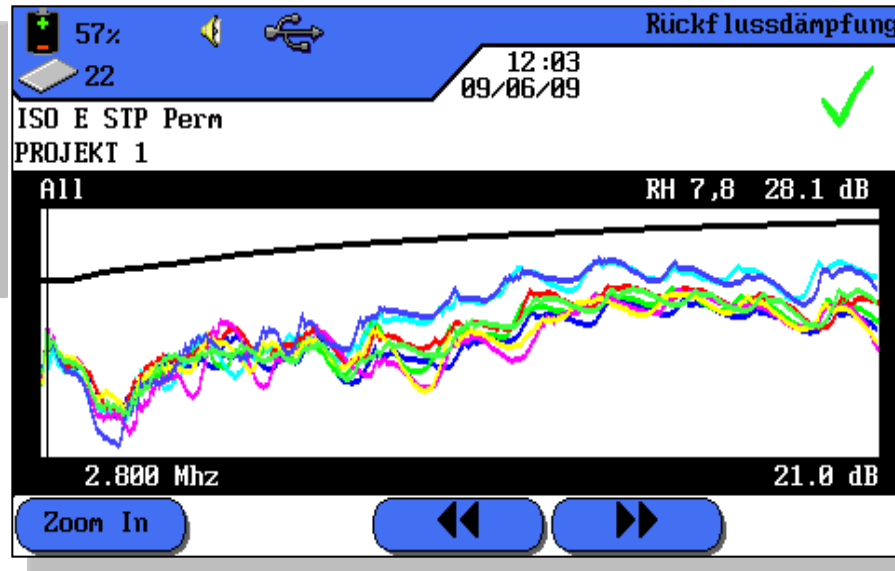 57% Rückflussdämpfung
22
12:03
09/06/09
ISO E STP Perm
PROJEKT 1
All RH 7,8 28.1 dB
2.800 Mhz 21.0 dB
Zoom In